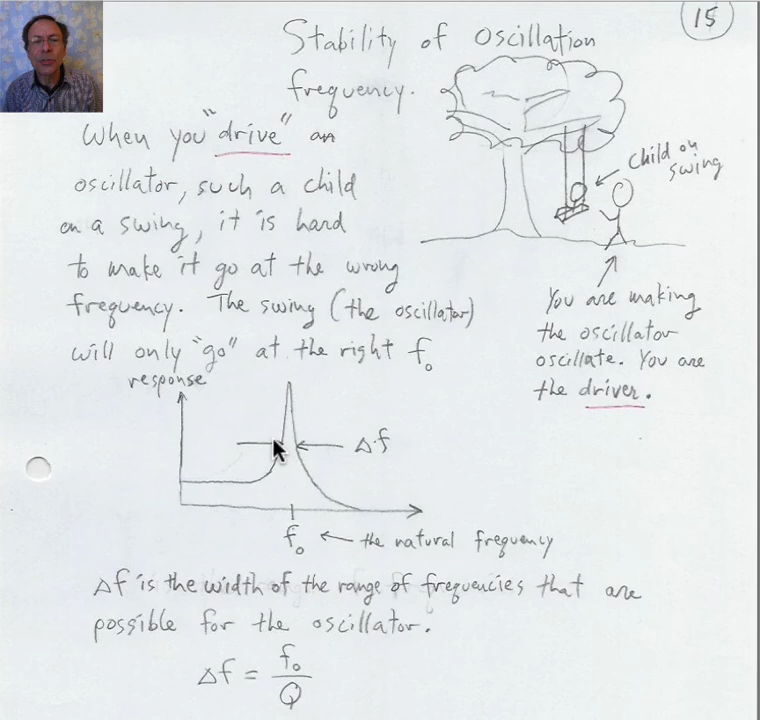 15
Stability of Oscillation
frequency.
When you "drive" an
oscillator, such a child
on a swing, it is hard
to make it go at the wrong
frequency. The swing (the oscillator)
will only "go" at the right f₀
Child on
swing
You are making
the oscillator
oscillate. You are
the driver.
response
Δf
f₀ ← the natural frequency
Δf is the width of the range of frequencies that are
possible for the oscillator.
Δf = f₀/Q